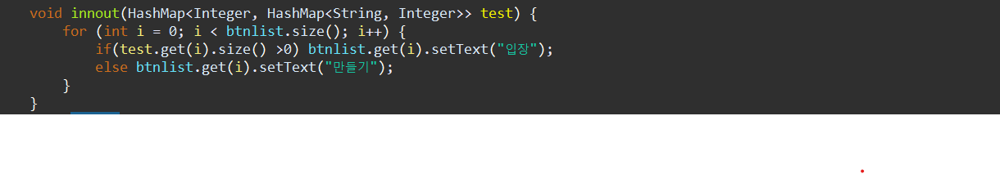 void innout(HashMap<Integer, HashMap<String, Integer>> test) {
for (int i = 0; i < btnlist.size(); i++) {
if(test.get(i).size() >0) btnlist.get(i).setText("입장");
else btnlist.get(i).setText("만들기");
}
}